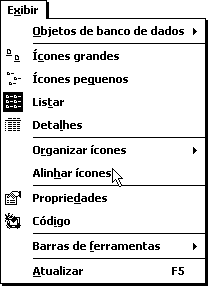 Exibir
Objetos de banco de dados
Ícones grandes
Ícones pequenos
Listar
Detalhes
Organizar ícones
Alinhar ícones
Propriedades
Código
Barras de ferramentas
Atualizar F5